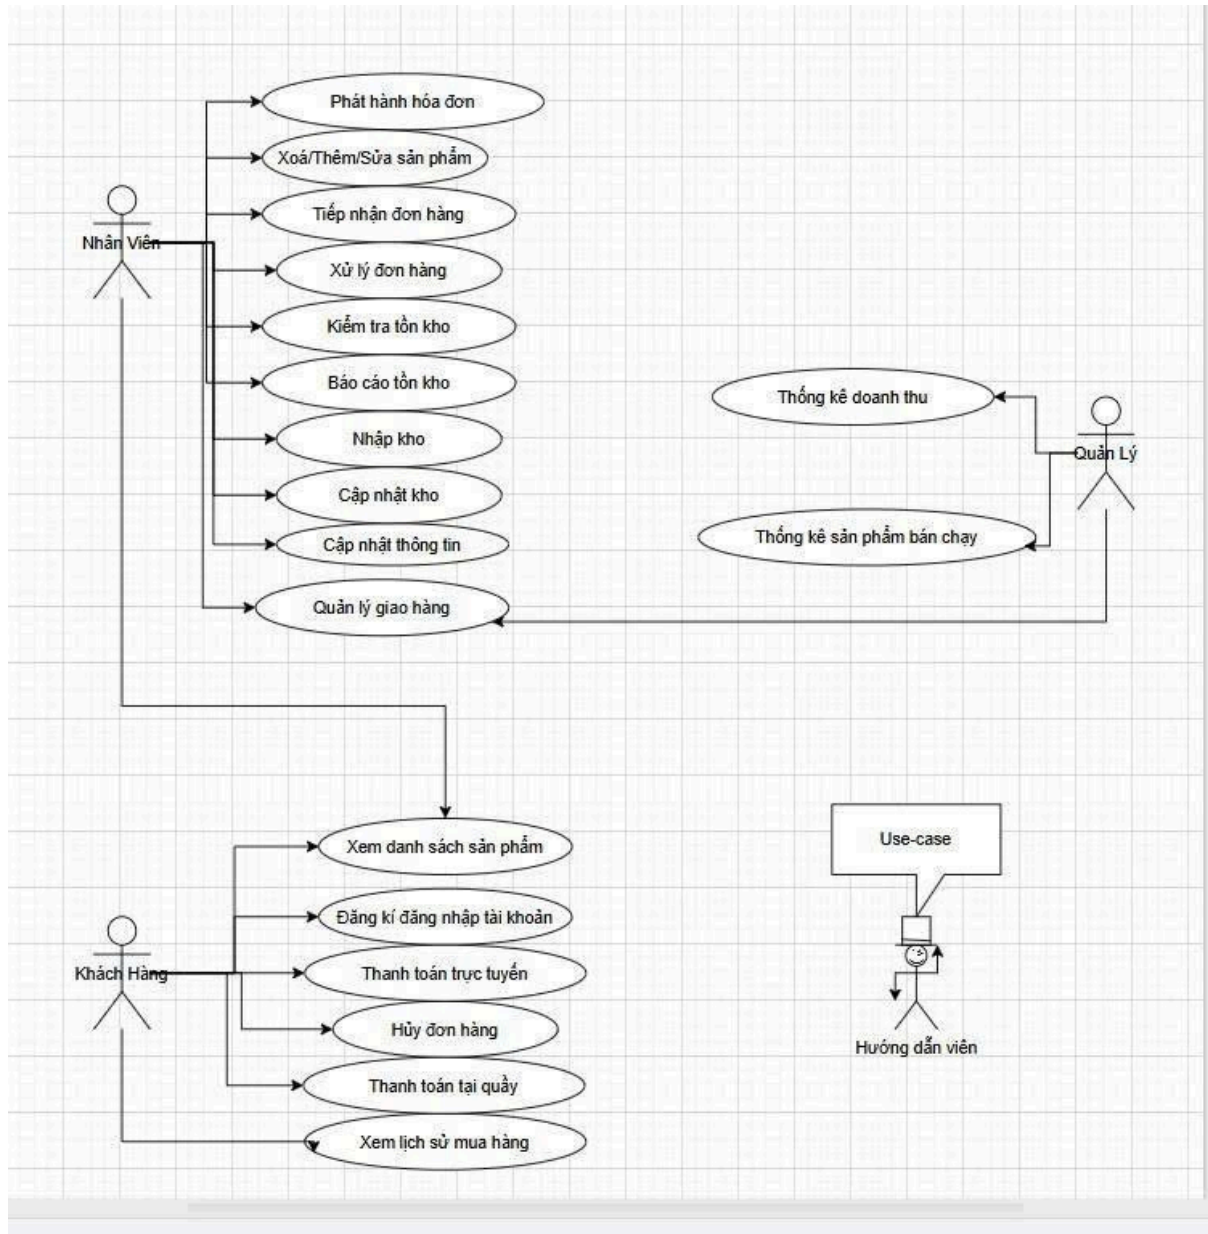 Phát hành hóa đơn
Xoá/Thêm/Sửa sản phẩm
Tiếp nhận đơn hàng
Nhân Viên
Xử lý đơn hàng
Kiểm tra tồn kho
Báo cáo tồn kho
Nhập kho
Cập nhật kho
Cập nhật thông tin
Quản lý giao hàng
Thống kê doanh thu
Quản Lý
Thống kê sản phẩm bán chạy
Xem danh sách sản phẩm
Đăng kí đăng nhập tài khoản
Khách Hàng
Thanh toán trực tuyến
Hủy đơn hàng
Thanh toán tại quầy
Xem lịch sử mua hàng
Use-case
Hướng dẫn viên